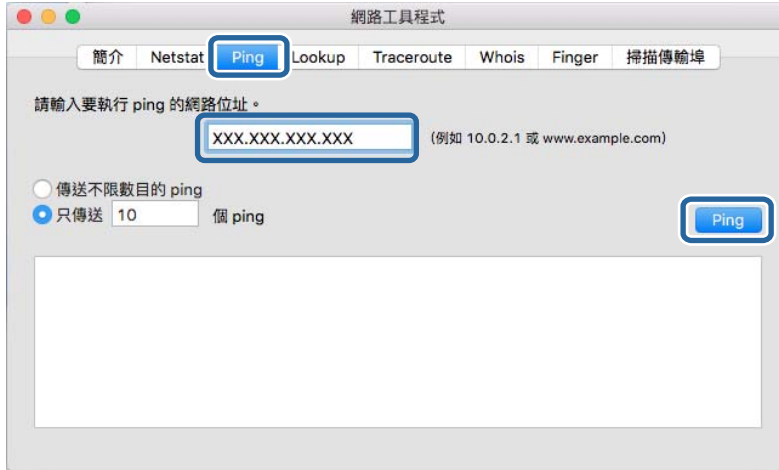 網路工具程式
簡介 Netstat Ping Lookup Traceroute Whois Finger 掃描傳輸埠
請輸入要執行 ping 的網路位址。
XXX.XXX.XXX.XXX (例如 10.0.2.1 或 www.example.com)
傳送不限數目的 ping
只傳送 10 個 ping
Ping